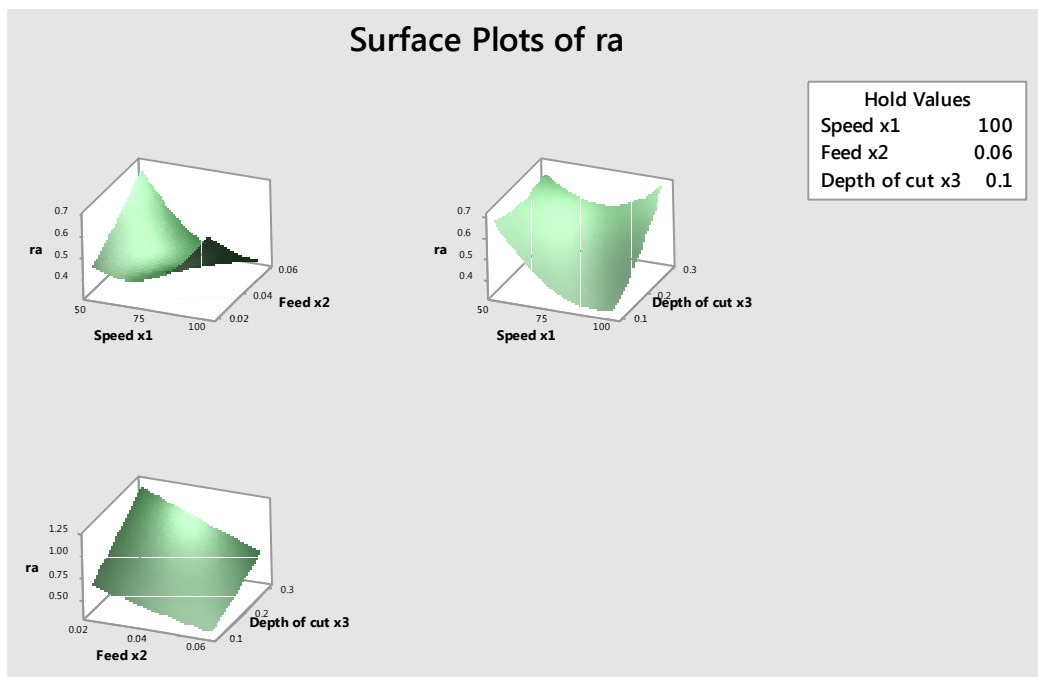 Surface Plots of ra
Hold Values
Speed x1 100
Feed x2 0.06
Depth of cut x3 0.1
0.7
0.6
ra 0.5
0.4
0.06
0.04 Feed x2
50
75
100 0.02
Speed x1
0.7
0.6
ra 0.5
0.4
0.3
0.2 Depth of cut x3
50
75
100 0.1
Speed x1
1.25
1.00
ra 0.75
0.50
0.3
0.2 Depth of cut x3
0.02
0.04
0.06 0.1
Feed x2